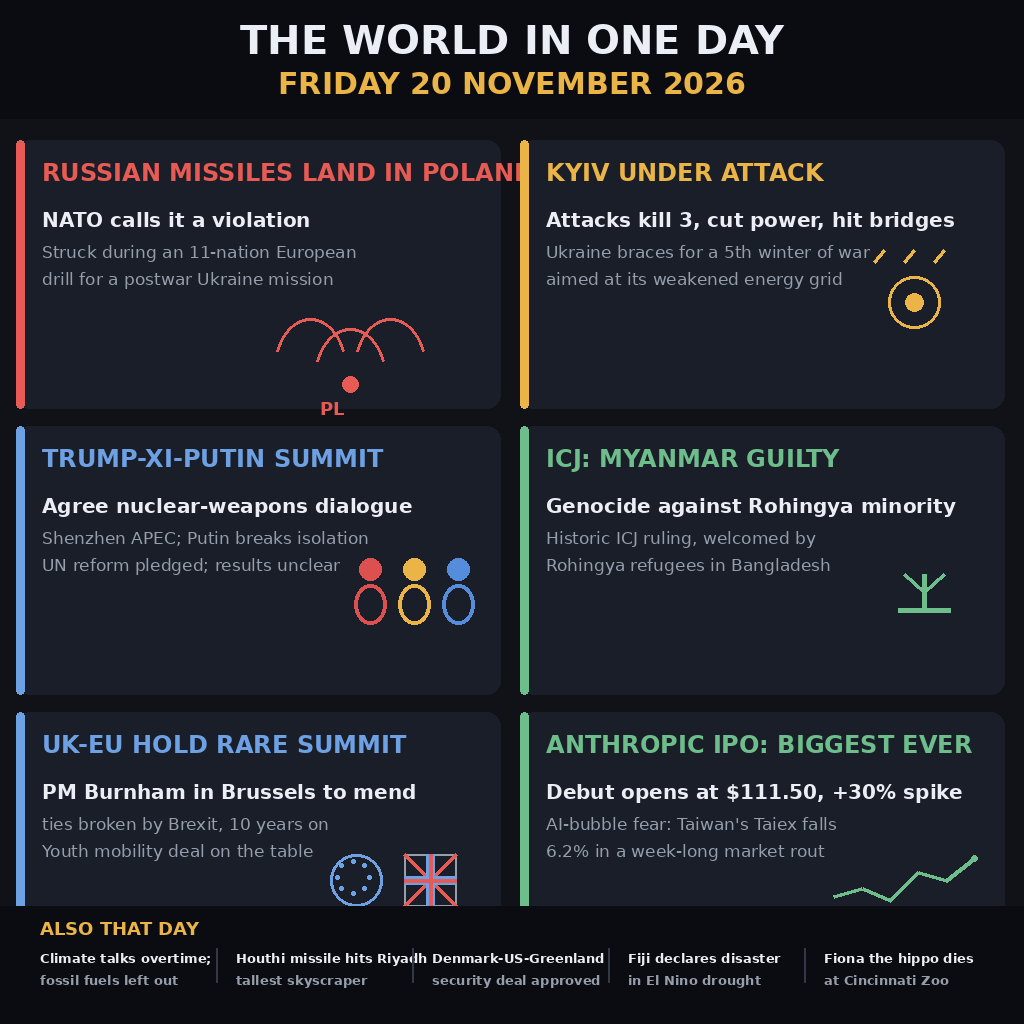 THE WORLD IN ONE DAY
FRIDAY 20 NOVEMBER 2026
RUSSIAN MISSILES LAND IN POLAN
NATO calls it a violation
Struck during an 11-nation European
drill for a postwar Ukraine mission
PL
KYIV UNDER ATTACK
Attacks kill 3, cut power, hit bridges
Ukraine braces for a 5th winter of war
aimed at its weakened energy grid
TRUMP-XI-PUTIN SUMMIT
Agree nuclear-weapons dialogue
Shenzhen APEC; Putin breaks isolation
UN reform pledged; results unclear
ICJ: MYANMAR GUILTY
Genocide against Rohingya minority
Historic ICJ ruling, welcomed by
Rohingya refugees in Bangladesh
UK-EU HOLD RARE SUMMIT
PM Burnham in Brussels to mend
ties broken by Brexit, 10 years on
Youth mobility deal on the table
ANTHROPIC IPO: BIGGEST EVER
Debut opens at $111.50, +30% spike
AI-bubble fear: Taiwan's Taiex falls
6.2% in a week-long market rout
ALSO THAT DAY
Climate talks overtime;
fossil fuels left out
Houthi missile hits Riyadh
tallest skyscraper
Denmark-US-Greenland
security deal approved
Fiji declares disaster
in El Nino drought
Fiona the hippo dies
at Cincinnati Zoo